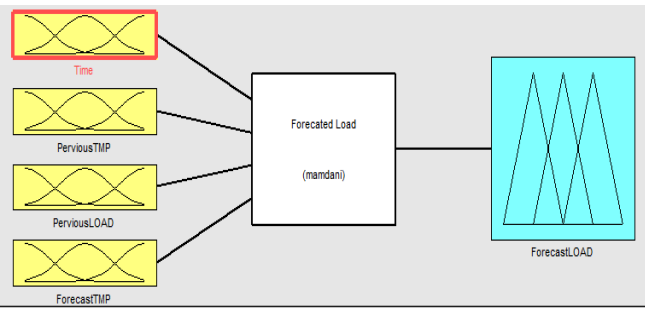 Time
PerviousTMP
PerviousLOAD
ForecastTMP
Forecated Load
(mamdani)
ForecastLOAD